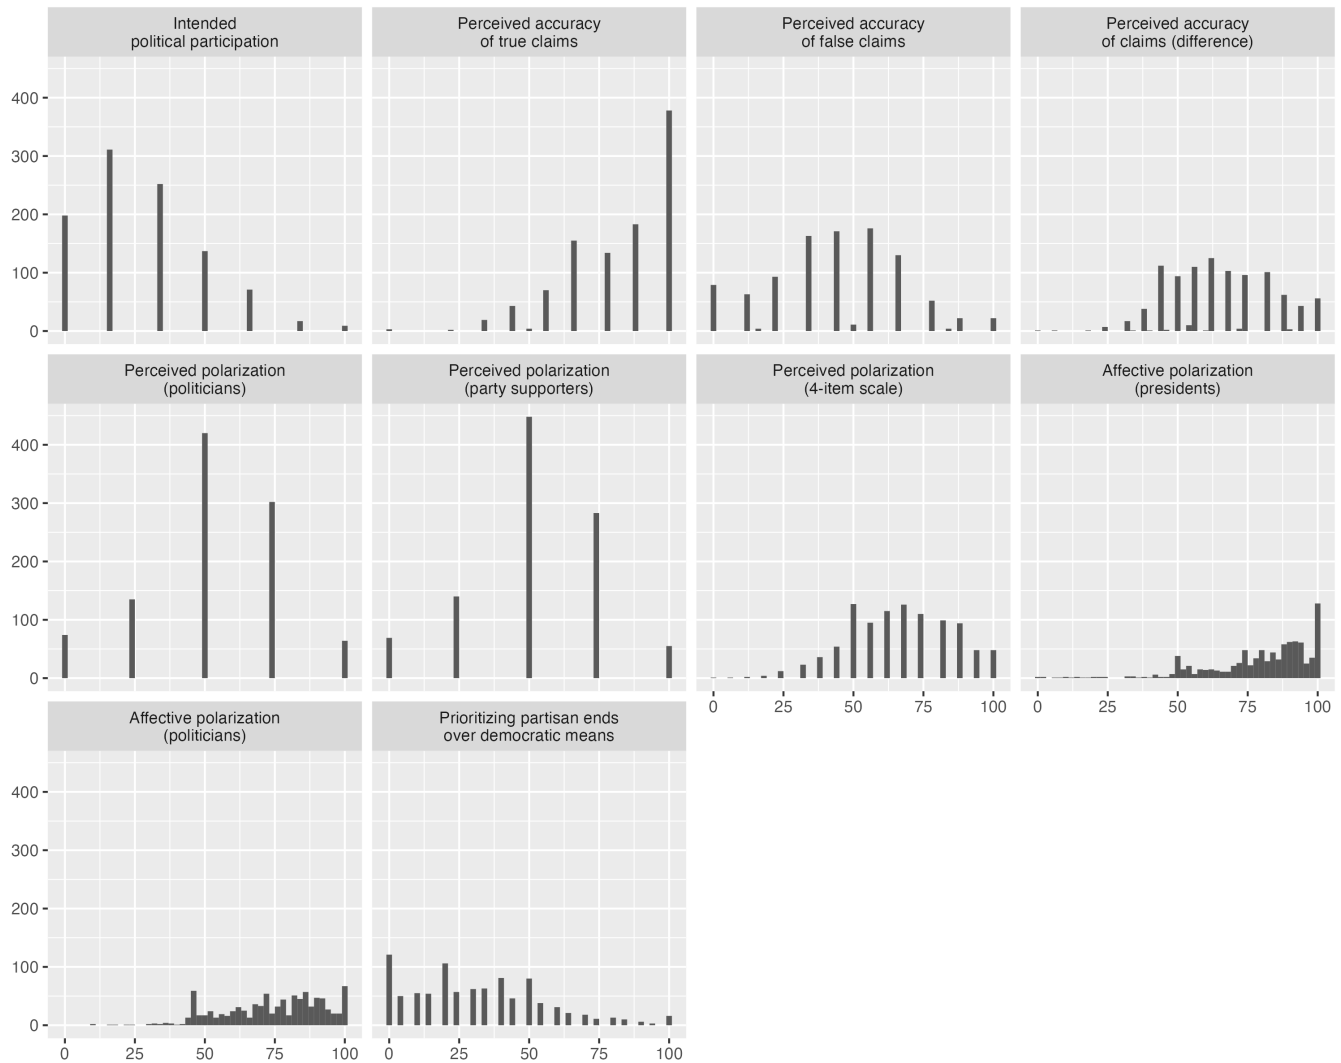 Intended
political participation
Perceived accuracy
of true claims
Perceived accuracy
of false claims
Perceived accuracy
of claims (difference)
400
300
200
100
0
Perceived polarization
(politicians)
Perceived polarization
(party supporters)
Perceived polarization
(4-item scale)
Affective polarization
(presidents)
400
300
200
100
0
0 25 50 75 100
0 25 50 75 100
Affective polarization
(politicians)
Prioritizing partisan ends
over democratic means
400
300
200
100
0
0 25 50 75 100
0 25 50 75 100